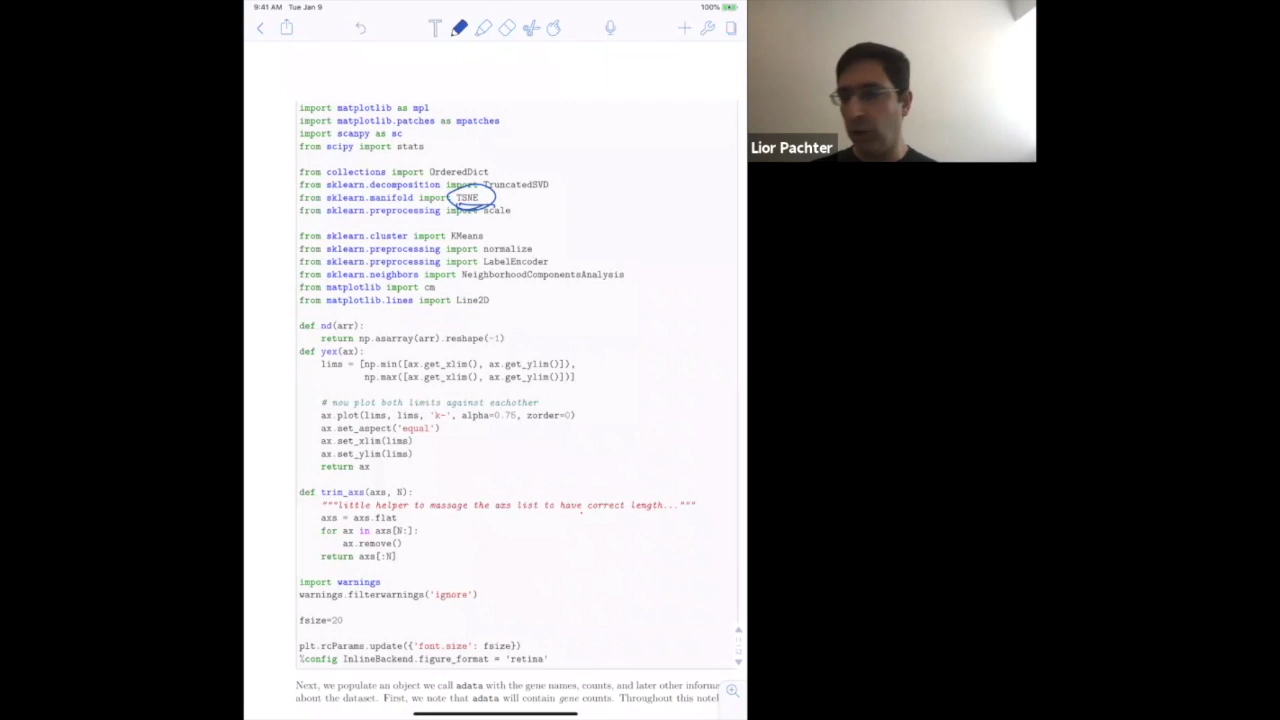 9:41 AM Tue Jan 9
100%
import matplotlib as mpl
import matplotlib.patches as mpatches
import scanpy as sc
from scipy import stats
from collections import OrderedDict
from sklearn.decomposition import TruncatedSVD
from sklearn.manifold import TSNE
from sklearn.preprocessing import scale
from sklearn.cluster import KMeans
from sklearn.preprocessing import normalize
from sklearn.preprocessing import LabelEncoder
from sklearn.neighbors import NeighborhoodComponentsAnalysis
from matplotlib import cm
from matplotlib.lines import Line2D
def nd(arr):
return np.asarray(arr).reshape(-1)
def yex(ax):
lims = [np.min([ax.get_xlim(), ax.get_ylim()]),
np.max([ax.get_xlim(), ax.get_ylim()])]
# now plot both limits against eachother
ax.plot(lims, lims, 'k-', alpha=0.75, zorder=0)
ax.set_aspect('equal')
ax.set_xlim(lims)
ax.set_ylim(lims)
return ax
def trim_axs(axs, N):
"""little helper to massage the axs list to have correct length..."""
axs = axs.flat
for ax in axs[N:]:
ax.remove()
return axs[:N]
import warnings
warnings.filterwarnings('ignore')
fsize=20
plt.rcParams.update({'font.size': fsize})
%config InlineBackend.figure_format = 'retina'
Next, we populate an object we call adata with the gene names, counts, and later other informa
about the dataset. First, we note that adata will contain gene counts. Throughout this note
Lior Pachter